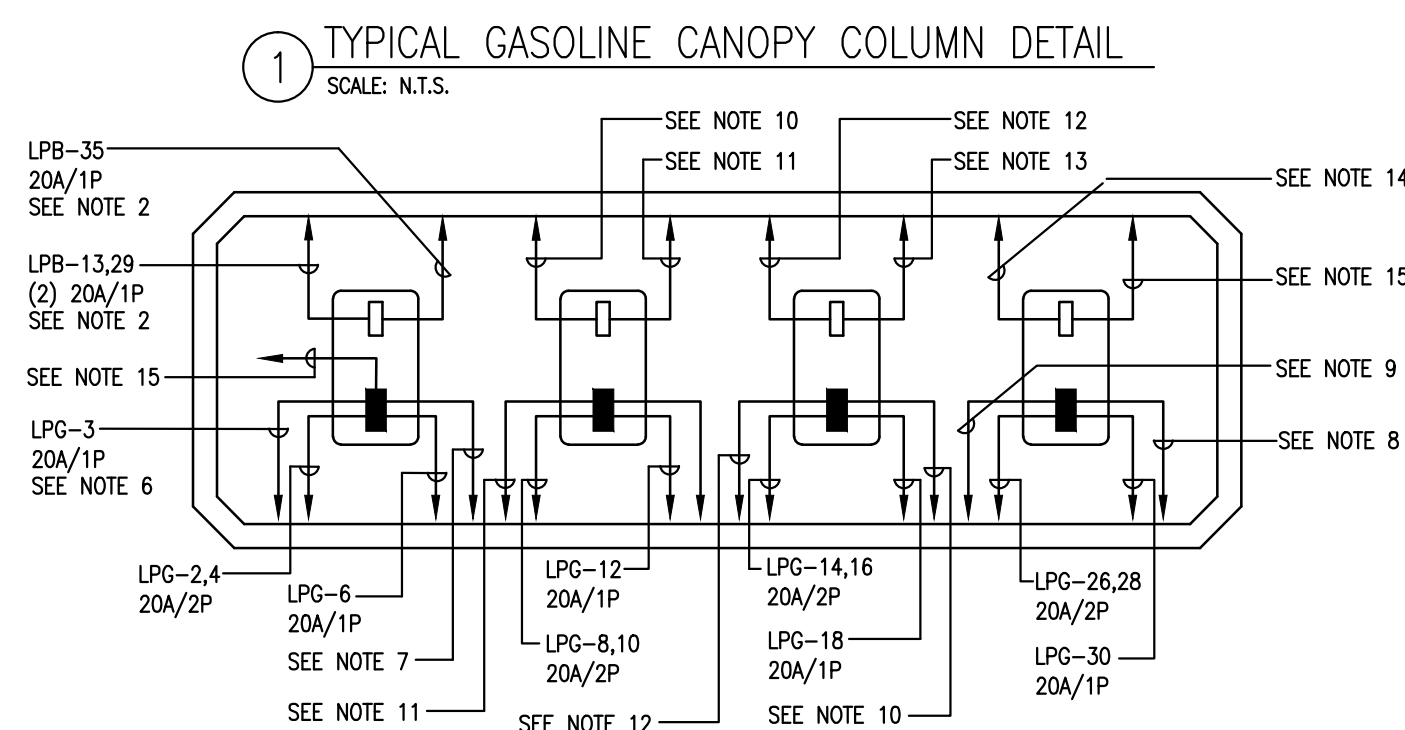 1
TYPICAL GASOLINE CANOPY COLUMN DETAIL
SCALE: N.T.S.
SEE NOTE 10
SEE NOTE 12
SEE NOTE 11
SEE NOTE 13
LPB-35
20A/1P
SEE NOTE 2
SEE NOTE 14
LPB-13,29
(2) 20A/1P
SEE NOTE 2
SEE NOTE 15
SEE NOTE 15
SEE NOTE 9
LPG-3
20A/1P
SEE NOTE 6
SEE NOTE 8
LPG-2,4
20A/2P
LPG-6
20A/1P
SEE NOTE 7
SEE NOTE 11
LPG-12
20A/1P
LPG-8,10
20A/2P
SEE NOTE 12
LPG-14,16
20A/2P
LPG-18
20A/1P
SEE NOTE 10
LPG-26,28
20A/2P
LPG-30
20A/1P